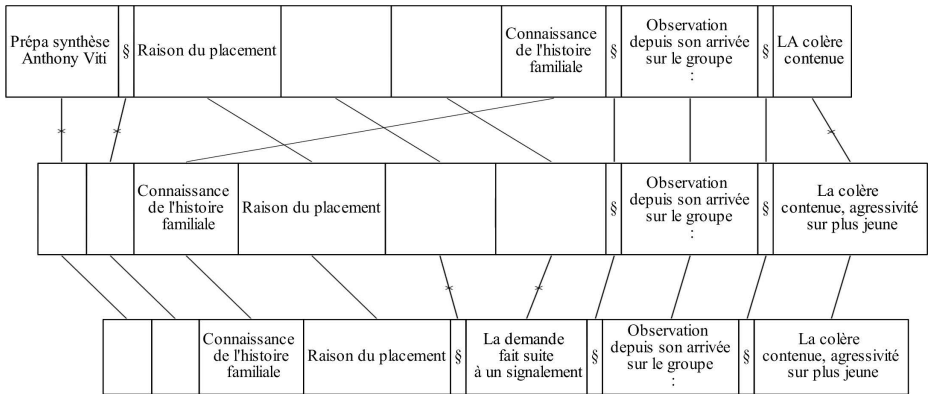 Prépa synthèse
Anthony Viti
§
Raison du placement
Connaissance
de l'histoire
familiale
§
Observation
depuis son arrivée
sur le groupe
:
§
LA colère
contenue
Connaissance
de l'histoire
familiale
Raison du placement
§
Observation
depuis son arrivée
sur le groupe
:
§
La colère
contenue, agressivité
sur plus jeune
Connaissance
de l'histoire
familiale
Raison du placement
§
La demande
fait suite
à un signalement
§
Observation
depuis son arrivée
sur le groupe
:
§
La colère
contenue, agressivité
sur plus jeune